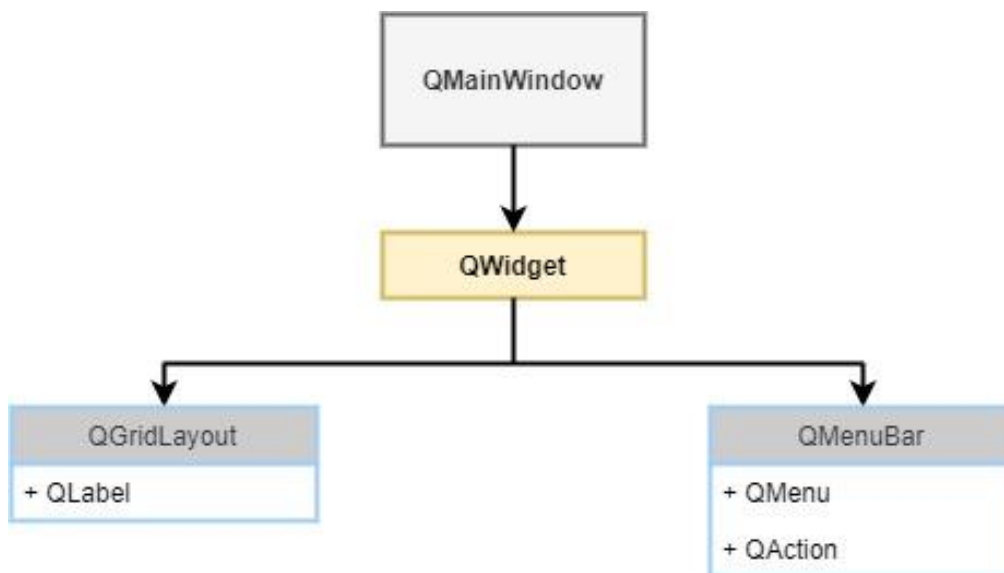 QMainWindow
QWidget
QGridLayout
+ QLabel
QMenuBar
+ QMenu
+ QAction